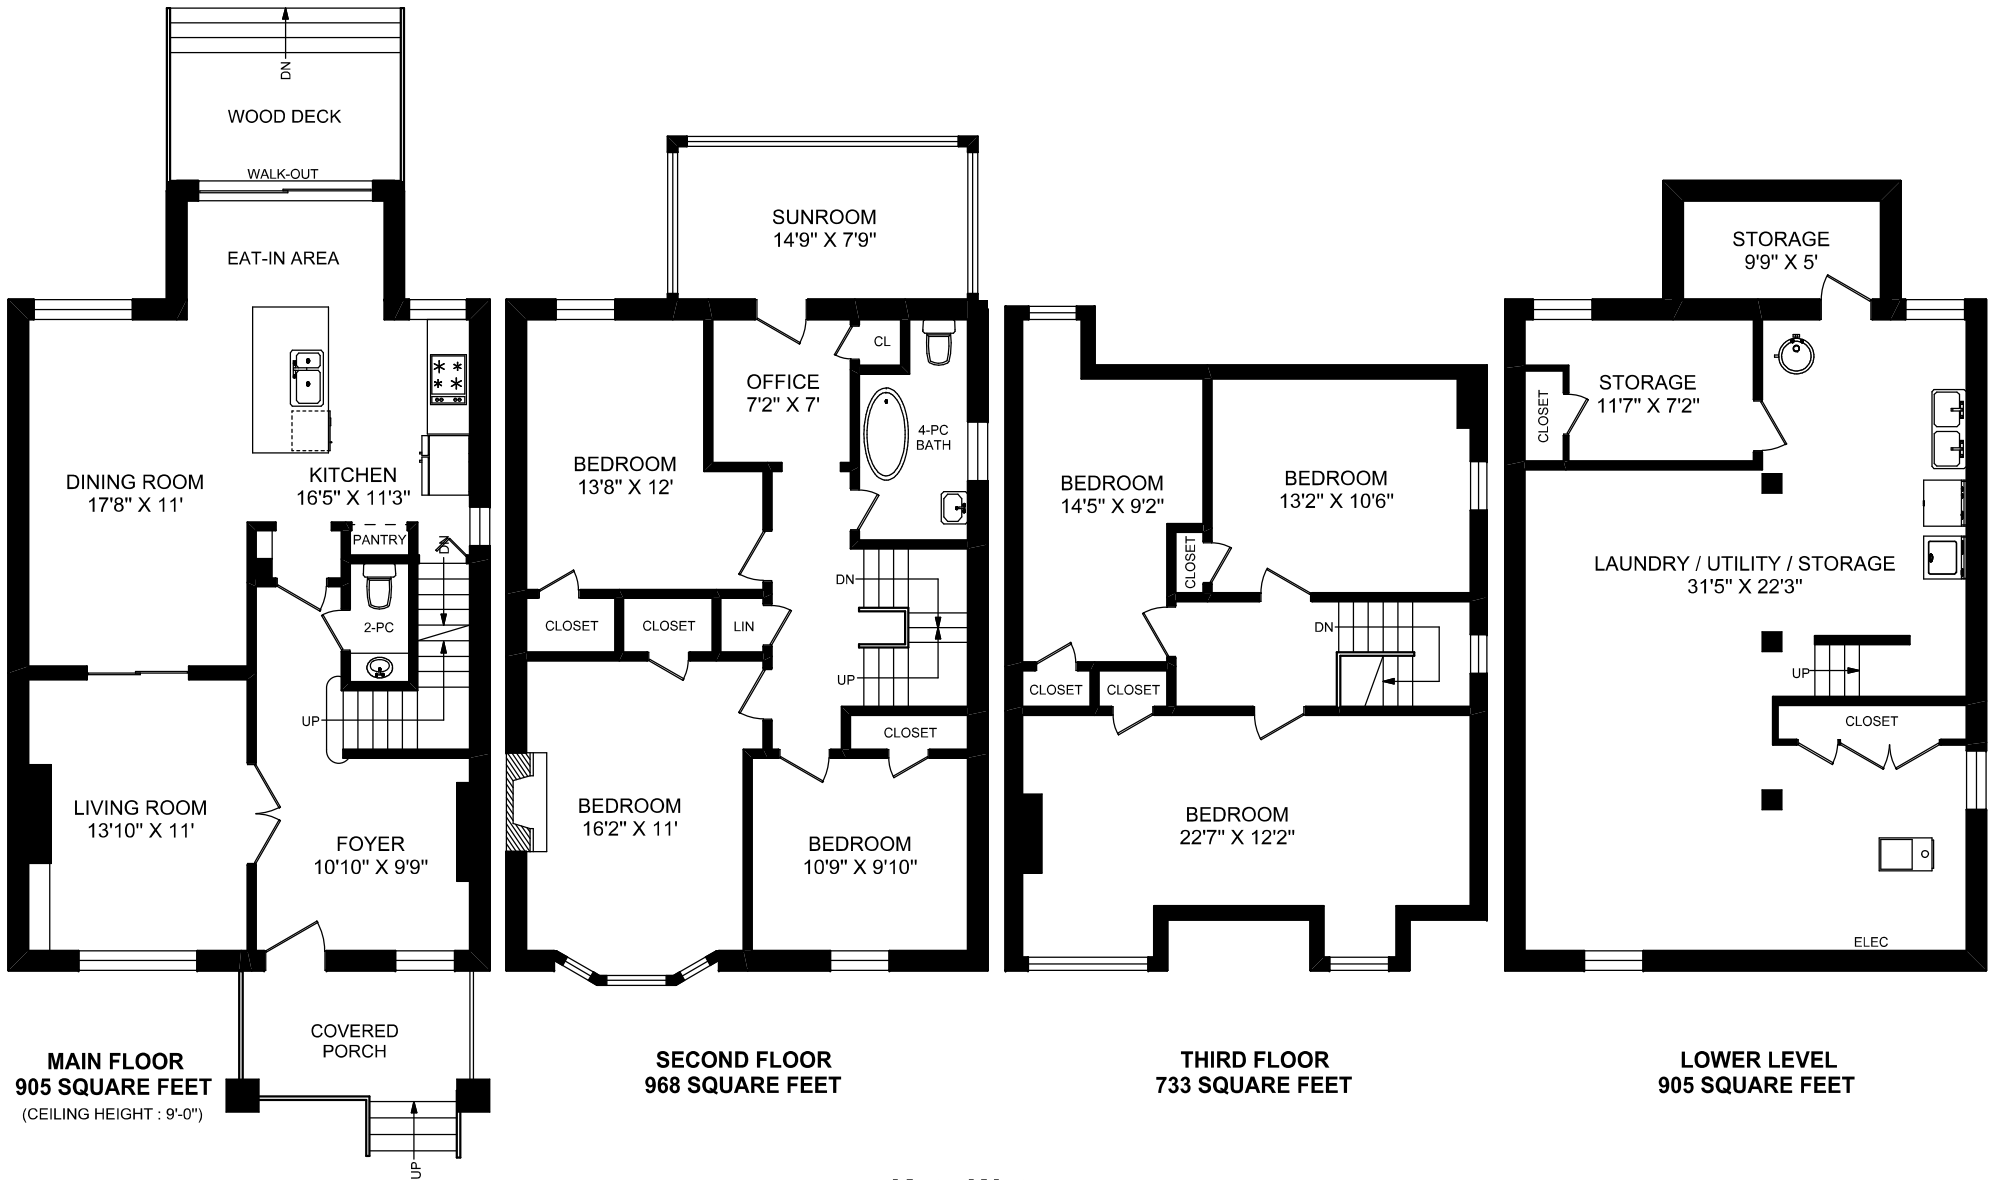 DN
WOOD DECK
WALK-OUT
EAT-IN AREA
DINING ROOM
17'8" X 11'
KITCHEN
16'5" X 11'3"
PANTRY
DN
2-PC
UP
LIVING ROOM
13'10" X 11'
FOYER
10'10" X 9'9"
COVERED
PORCH
UP
MAIN FLOOR
905 SQUARE FEET
(CEILING HEIGHT : 9'-0")
SUNROOM
14'9" X 7'9"
CL
OFFICE
7'2" X 7'
4-PC
BATH
BEDROOM
13'8" X 12'
DN
CLOSET
CLOSET
LIN
UP
CLOSET
BEDROOM
16'2" X 11'
BEDROOM
10'9" X 9'10"
SECOND FLOOR
968 SQUARE FEET
BEDROOM
14'5" X 9'2"
BEDROOM
13'2" X 10'6"
CLOSET
DN
CLOSET
CLOSET
BEDROOM
22'7" X 12'2"
THIRD FLOOR
733 SQUARE FEET
STORAGE
9'9" X 5'
STORAGE
11'7" X 7'2"
CLOSET
LAUNDRY / UTILITY / STORAGE
31'5" X 22'3"
UP
CLOSET
ELEC
LOWER LEVEL
905 SQUARE FEET